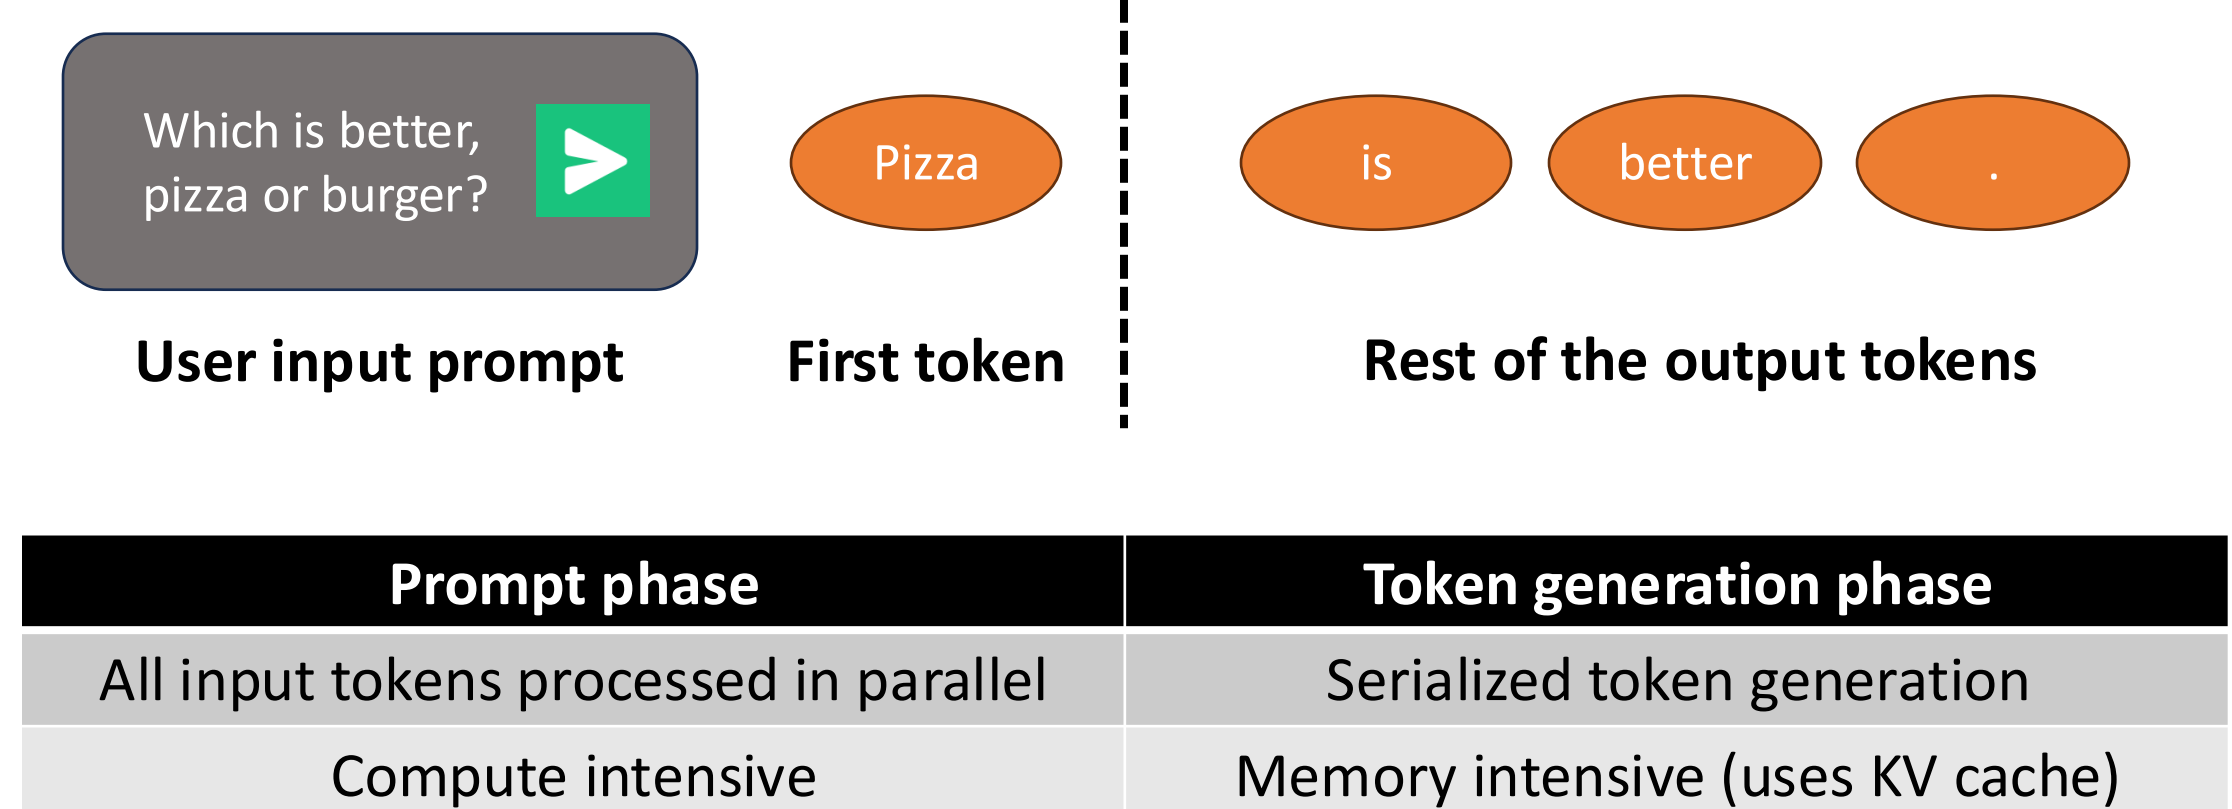 Which is better,
pizza or burger?
Pizza
is
better
.
User input prompt
First token
Rest of the output tokens
Prompt phase
Token generation phase
All input tokens processed in parallel
Serialized token generation
Compute intensive
Memory intensive (uses KV cache)